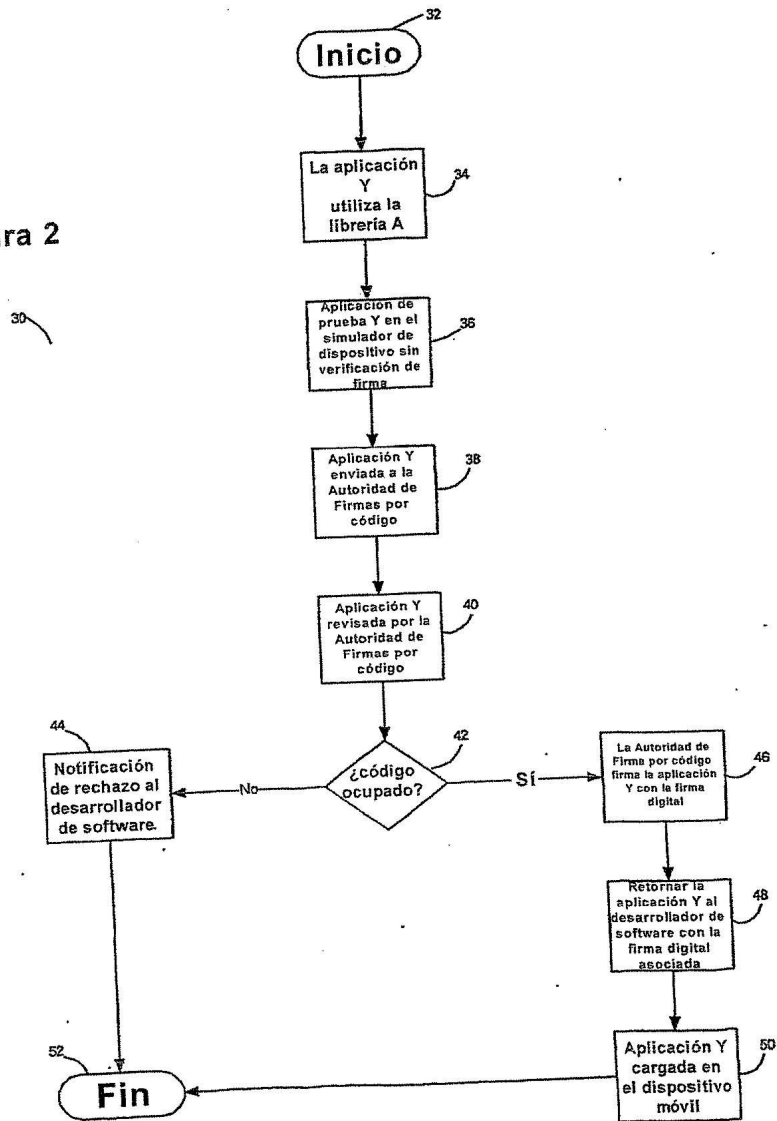 32
Inicio
La aplicación
Y
utiliza la
librería A
34
ra 2
30
Aplicación de
prueba Y en el
simulador de
dispositivo sin
verificación de
firma
36
Aplicación Y
enviada a la
Autoridad de
Firmas por
código
38
Aplicación Y
revisada por la
Autoridad de
Firmas por
código
40
44
Notificación
de rechazo al
desarrollador
de software.
No
¿código
ocupado?
42
Sí
La Autoridad de
Firma por código
firma la aplicación
Y con la firma
digital
46
Retornar la
aplicación Y al
desarrollador de
software con la
firma digital
asociada
48
52
Fin
Aplicación Y
cargada en
el dispositivo
móvil
50